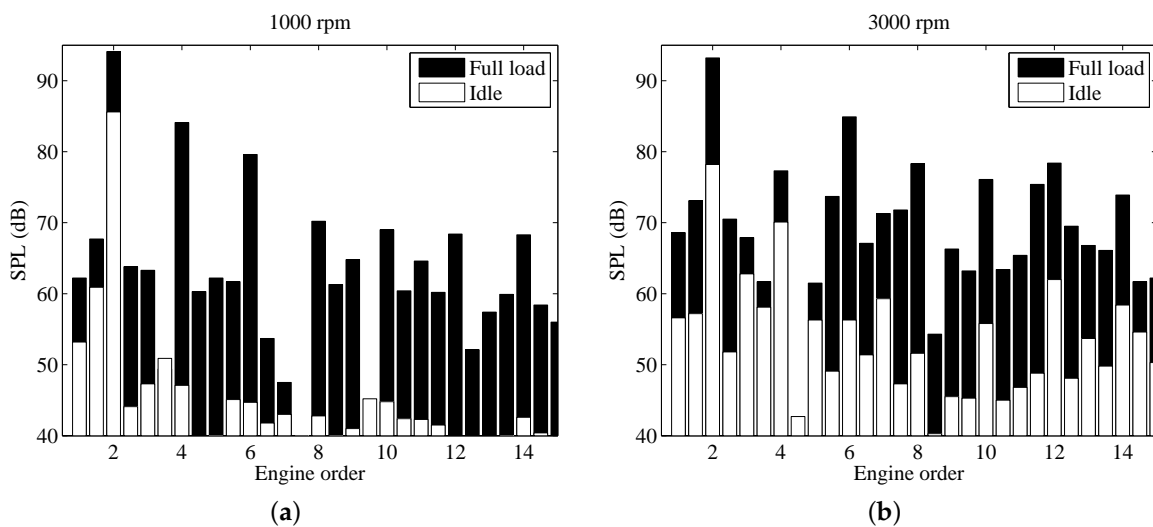 1000 rpm
90
80
70
60
50
40
SPL (dB)
Full load
Idle
2 4 6 8 10 12 14
Engine order
(a)
3000 rpm
90
80
70
60
50
40
SPL (dB)
Full load
Idle
2 4 6 8 10 12 14
Engine order
(b)